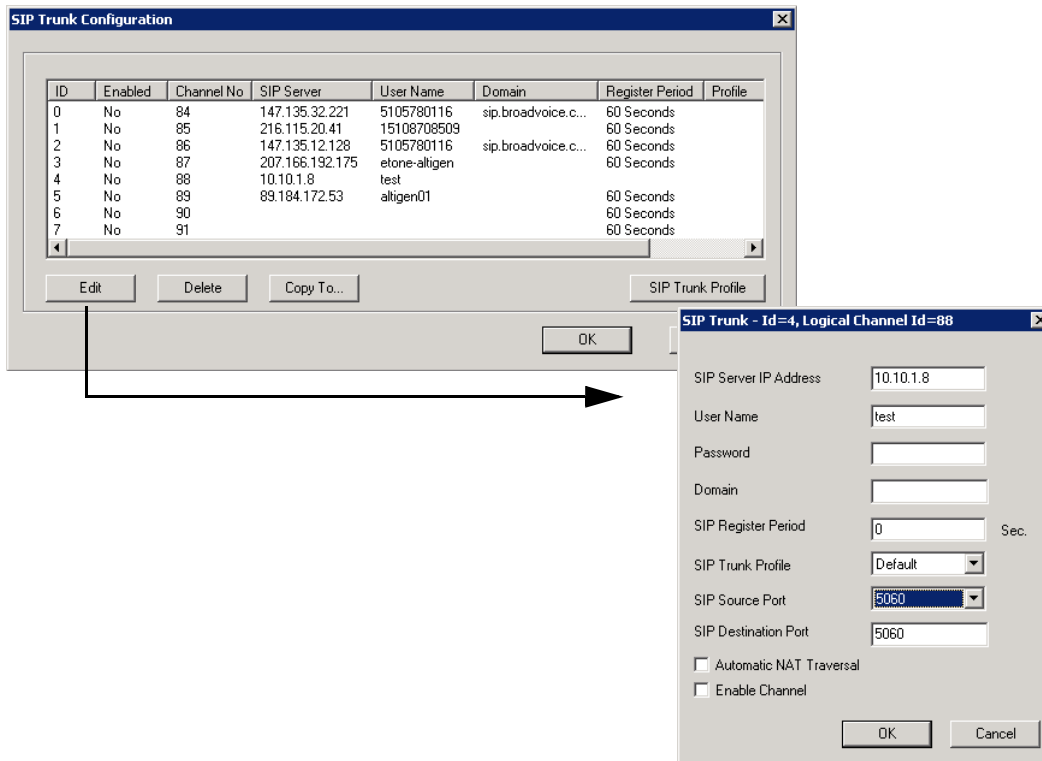 SIP Trunk Configuration
ID Enabled Channel No SIP Server User Name Domain Register Period Profile
0 No 84 147.135.32.221 5105780116 sip.broadvoice.c... 60 Seconds
1 No 85 216.115.20.41 15108708509 60 Seconds
2 No 86 147.135.12.128 5105780116 sip.broadvoice.c... 60 Seconds
3 No 87 207.166.192.175 etone-altigen 60 Seconds
4 No 88 10.10.1.8 test
5 No 89 89.184.172.53 altigen01 60 Seconds
6 No 90 60 Seconds
7 No 91 60 Seconds
Edit Delete Copy To... SIP Trunk Profile
OK
SIP Trunk - Id=4, Logical Channel Id=88
SIP Server IP Address 10.10.1.8
User Name test
Password
Domain
SIP Register Period 0 Sec.
SIP Trunk Profile Default
SIP Source Port 5060
SIP Destination Port 5060
Automatic NAT Traversal
Enable Channel
OK Cancel